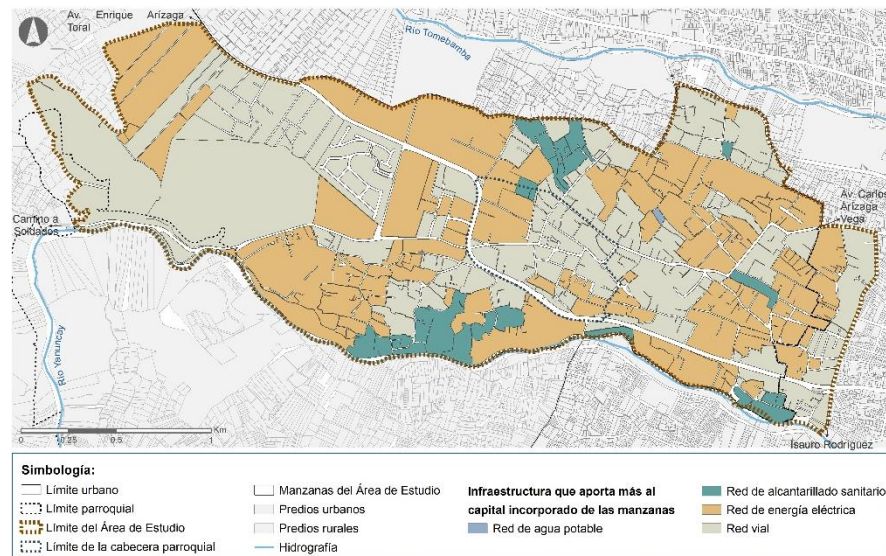 Av. Enrique Arízaga
Toral
Río Tomebamba
Av. Carlos
Arízaga
Vega
Camino a
Soldados
Río Yanuncay
Km
0 0.25 0.5 1
Isauro Rodríguez
Simbología:
Límite urbano
Límite parroquial
Límite del Área de Estudio
Límite de la cabecera parroquial
Manzanas del Área de Estudio
Predios urbanos
Predios rurales
Hidrografía
Infraestructura que aporta más al
capital incorporado de las manzanas
Red de agua potable
Red de alcantarillado sanitario
Red de energía eléctrica
Red vial